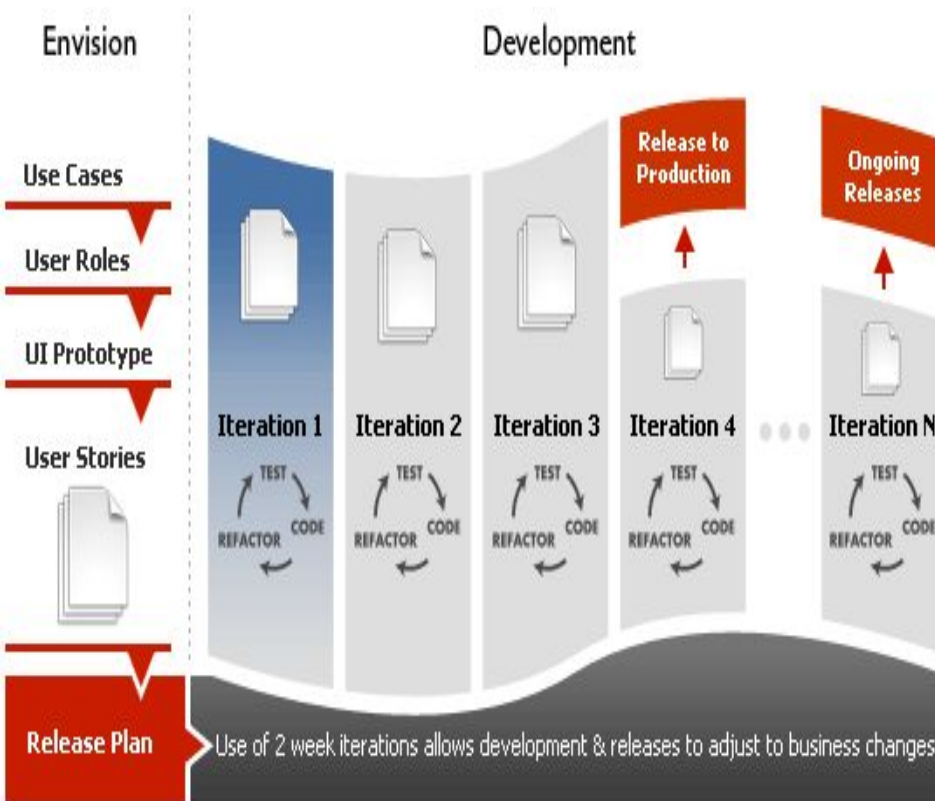 Envision
Development
Use Cases
User Roles
UI Prototype
User Stories
Release Plan
Release to
Production
Ongoing
Releases
Iteration 1
Iteration 2
Iteration 3
Iteration 4
Iteration N
TEST
CODE
REFACTOR
TEST
CODE
REFACTOR
TEST
CODE
REFACTOR
TEST
CODE
REFACTOR
TEST
CODE
REFACTOR
Use of 2 week iterations allows development & releases to adjust to business changes